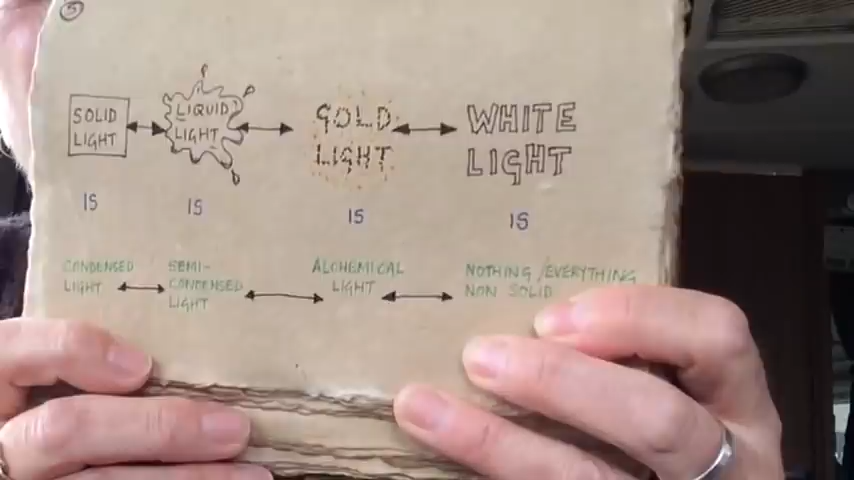 5
SOLID LIGHT
LIQUID LIGHT
GOLD LIGHT
WHITE LIGHT
IS IS IS IS
CONDENSED LIGHT
SEMI-CONDENSED LIGHT
ALCHEMICAL LIGHT
NOTHING/EVERYTHING
NON SOLID